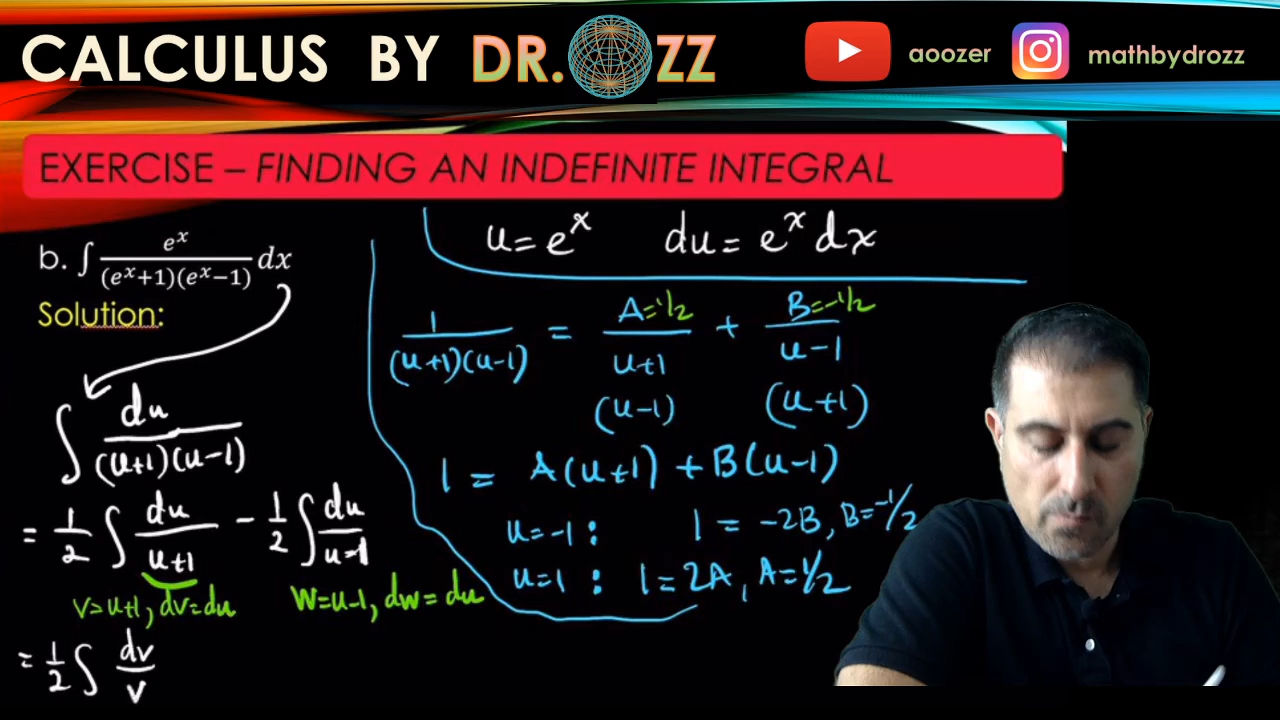 CALCULUS BY DR. OZZ
aoozer
mathbydrozz
EXERCISE – FINDING AN INDEFINITE INTEGRAL
b. ∫ e^x / ((e^x+1)(e^x−1)) dx
Solution:
u = e^x    du = e^x dx
1/((u+1)(u-1)) = A=1/2 / (u+1) + B=-1/2 / (u-1)
(u-1)    (u+1)
1 = A(u+1) + B(u-1)
u=-1 :    1 = -2B, B=-1/2
u=1 :    1=2A, A=1/2
∫ du / ((u+1)(u-1))
= 1/2 ∫ du/(u+1) - 1/2 ∫ du/(u-1)
v=u+1, dv=du    w=u-1, dw=du
= 1/2 ∫ dv/v